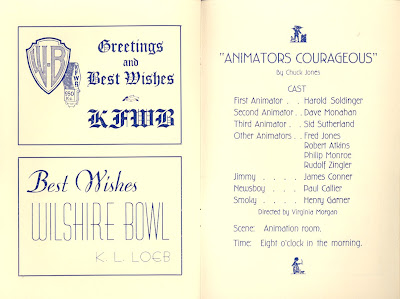 W-B
KFWB
950
Kc.
Greetings
and
Best Wishes
KFWB
Best Wishes
WILSHIRE BOWL
K. L. LOEB
"ANIMATORS COURAGEOUS"
By Chuck Jones
CAST
First Animator . . Harold Soldinger
Second Animator . . Dave Monahan
Third Animator . . Sid Sutherland
Other Animators . . Fred Jones
Robert Atkins
Philip Monroe
Rudolf Zingler
Jimmy . . . . James Conner
Newsboy . . . Paul Callier
Smoky . . . . Henry Garner
Directed by Virginia Morgan
Scene: Animation room.
Time: Eight o'clock in the morning.